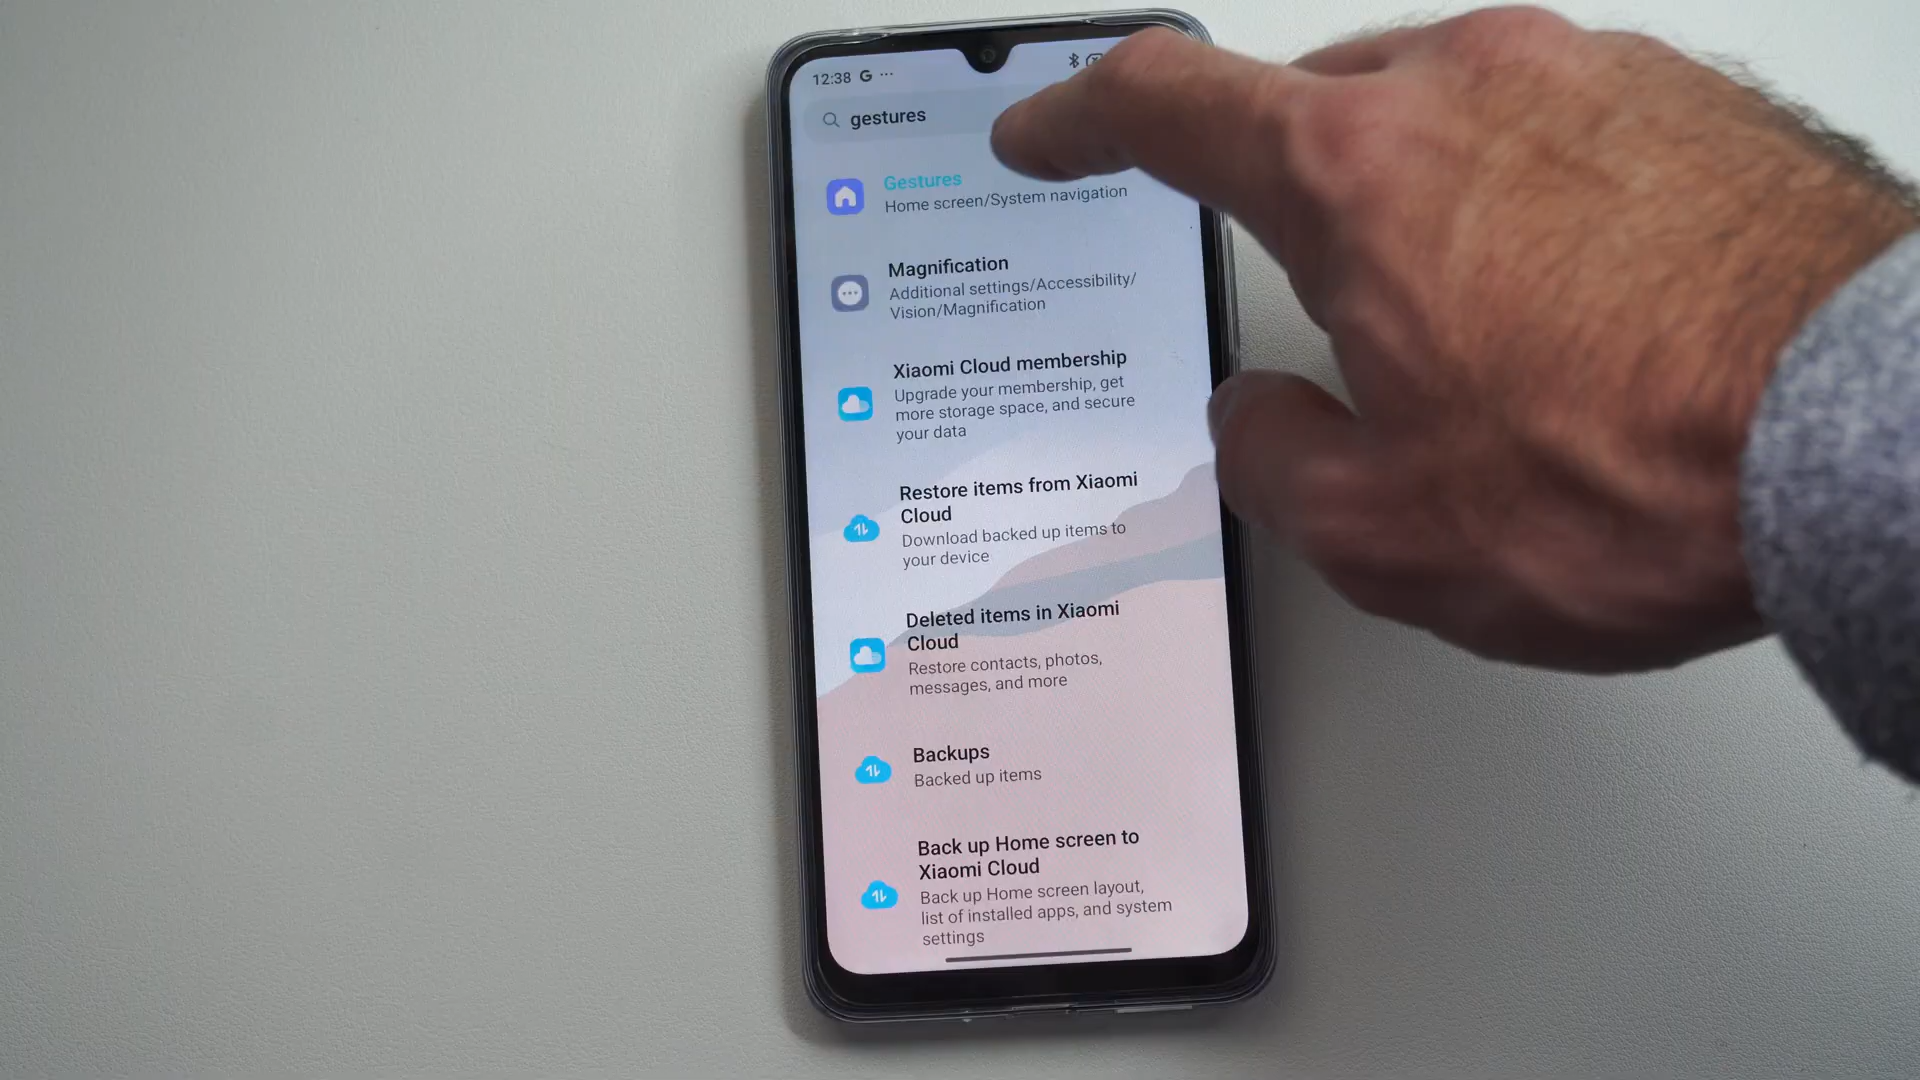 12:38 G ...
gestures
Gestures
Home screen/System navigation
Magnification
Additional settings/Accessibility/
Vision/Magnification
Xiaomi Cloud membership
Upgrade your membership, get
more storage space, and secure
your data
Restore items from Xiaomi
Cloud
Download backed up items to
your device
Deleted items in Xiaomi
Cloud
Restore contacts, photos,
messages, and more
Backups
Backed up items
Back up Home screen to
Xiaomi Cloud
Back up Home screen layout,
list of installed apps, and system
settings